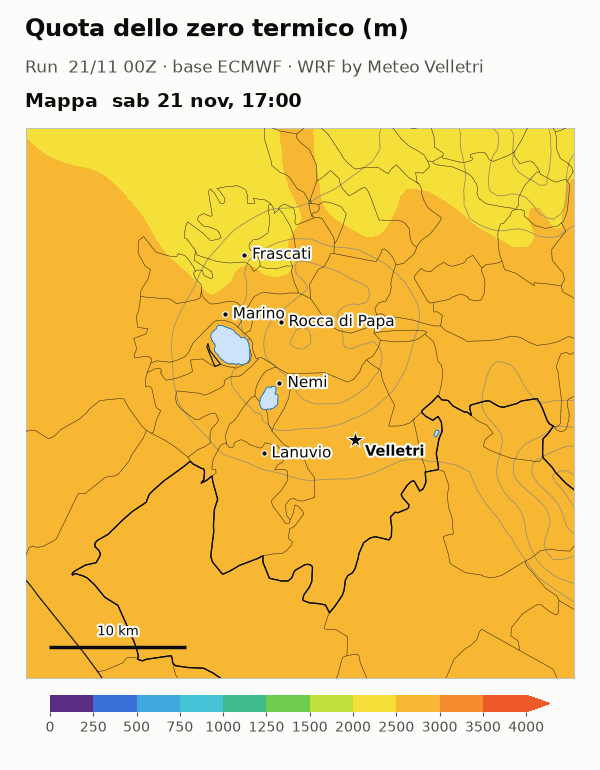 Quota dello zero termico (m)
Run  21/11 00Z · base ECMWF · WRF by Meteo Velletri
Mappa  sab 21 nov, 17:00
Frascati
Marino
Rocca di Papa
Nemi
Velletri
Lanuvio
10 km
0 250 500 750 1000 1250 1500 2000 2500 3000 3500 4000